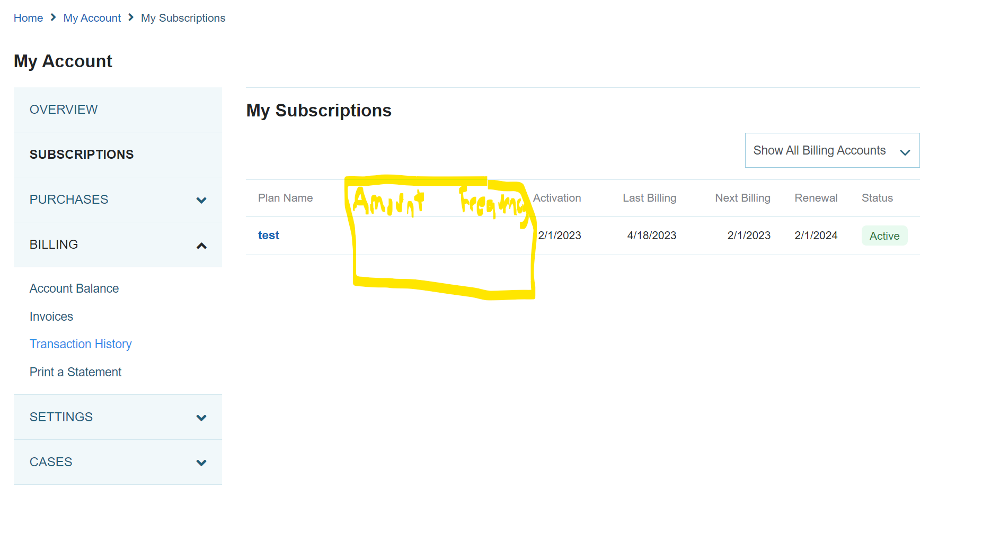 Home > My Account > My Subscriptions
My Account
OVERVIEW
SUBSCRIPTIONS
PURCHASES
BILLING
Account Balance
Invoices
Transaction History
Print a Statement
SETTINGS
CASES
My Subscriptions
Show All Billing Accounts
Plan Name Activation Last Billing Next Billing Renewal Status
test 2/1/2023 4/18/2023 2/1/2023 2/1/2024 Active